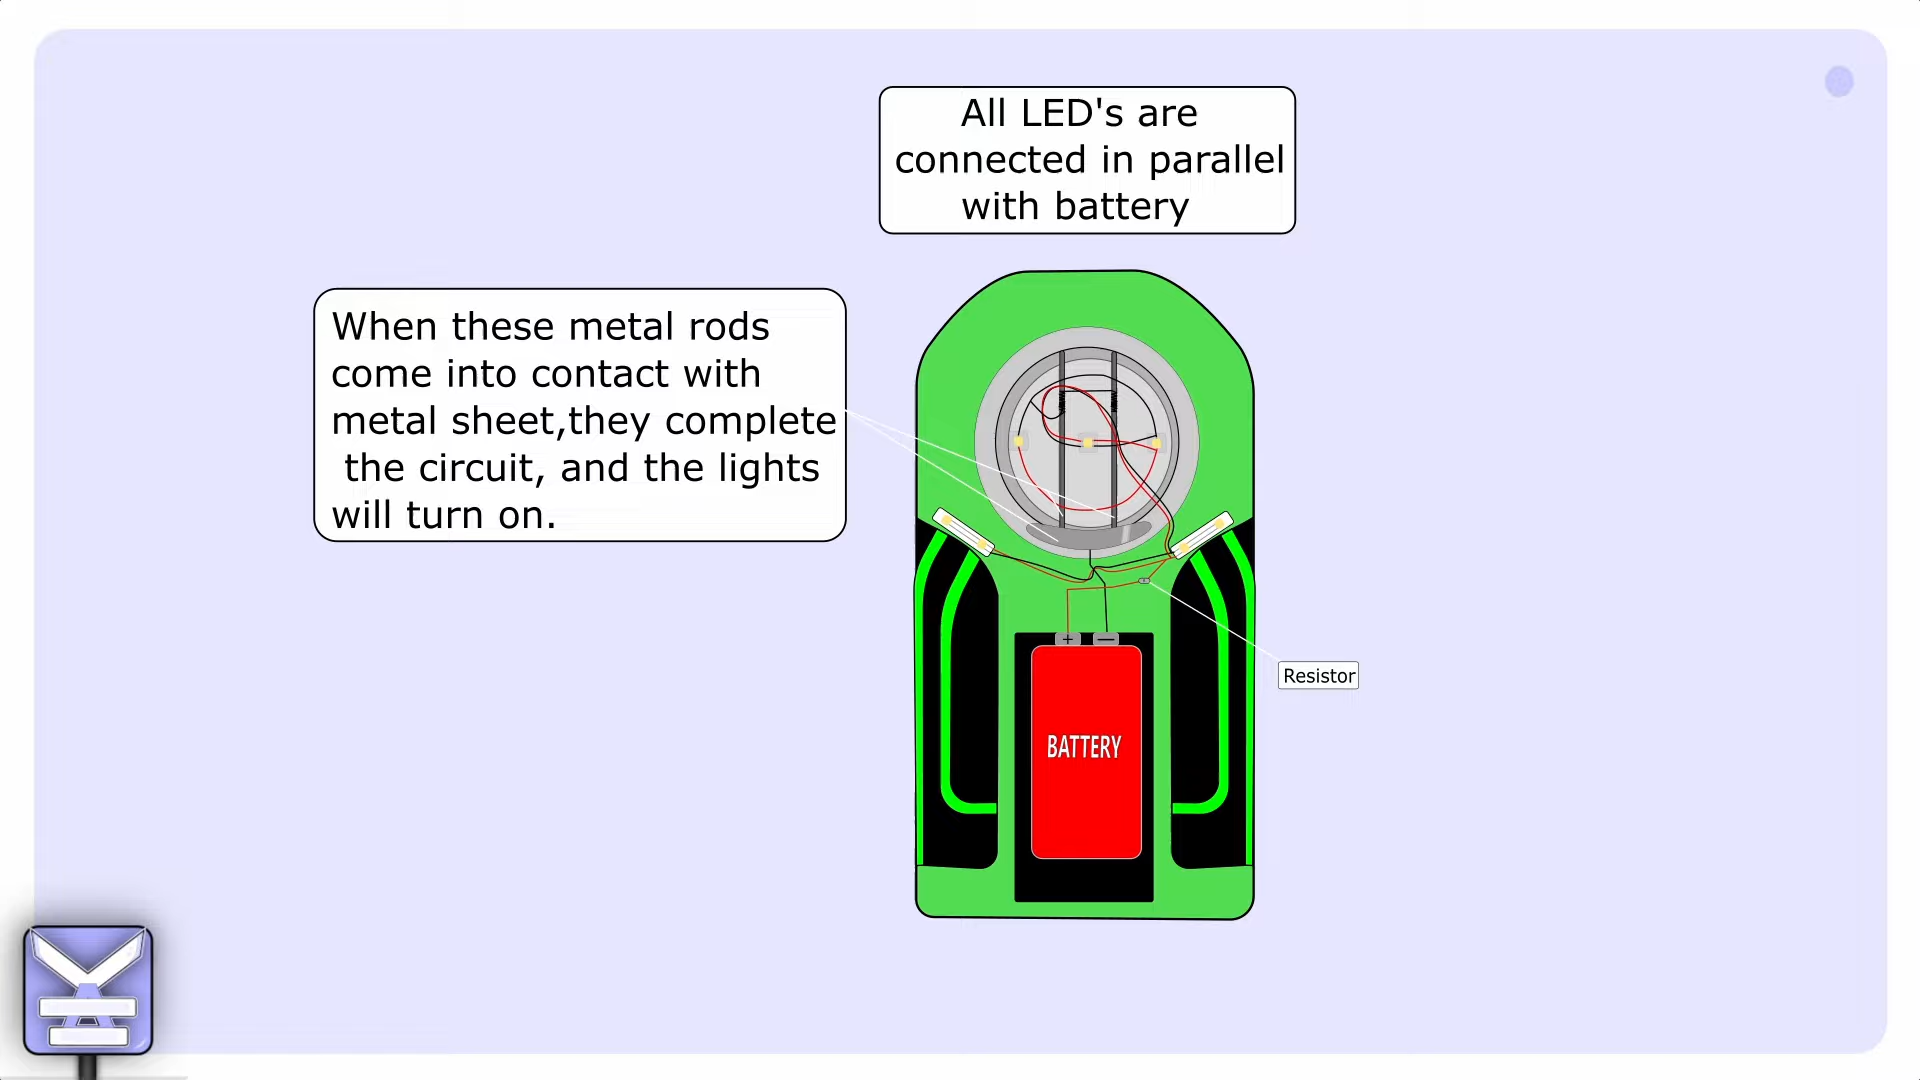 All LED's are
connected in parallel
with battery
When these metal rods
come into contact with
metal sheet,they complete
the circuit, and the lights
will turn on.
+ —
Resistor
BATTERY